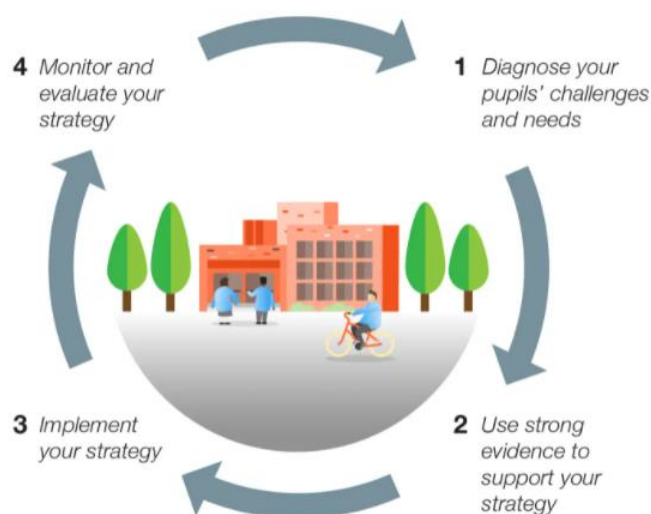 1 Diagnose your
pupils' challenges
and needs
2 Use strong
evidence to
support your
strategy
3 Implement
your strategy
4 Monitor and
evaluate your
strategy